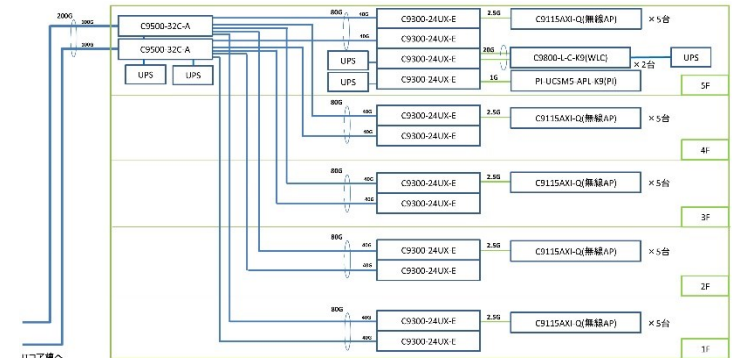 80G
40G
C9300-24UX-E
2.5G
C9115AXI-Q(無線AP)
×5台
200G
100G
C9500-32C-A
40G
C9300-24UX-E
100G
C9500-32C-A
UPS
C9300-24UX-E
20G
C9800-L-C-K9(WLC)
UPS
×2台
UPS
UPS
UPS
C9300-24UX-E
1G
PI-UCSM5-APL-K9(PI)
5F
80G
40G
C9300-24UX-E
2.5G
C9115AXI-Q(無線AP)
×5台
40G
C9300-24UX-E
4F
80G
40G
C9300-24UX-E
2.5G
C9115AXI-Q(無線AP)
×5台
40G
C9300-24UX-E
3F
80G
40G
C9300-24UX-E
2.5G
C9115AXI-Q(無線AP)
×5台
40G
C9300-24UX-E
2F
80G
40G
C9300-24UX-E
2.5G
C9115AXI-Q(無線AP)
×5台
40G
C9300-24UX-E
1F